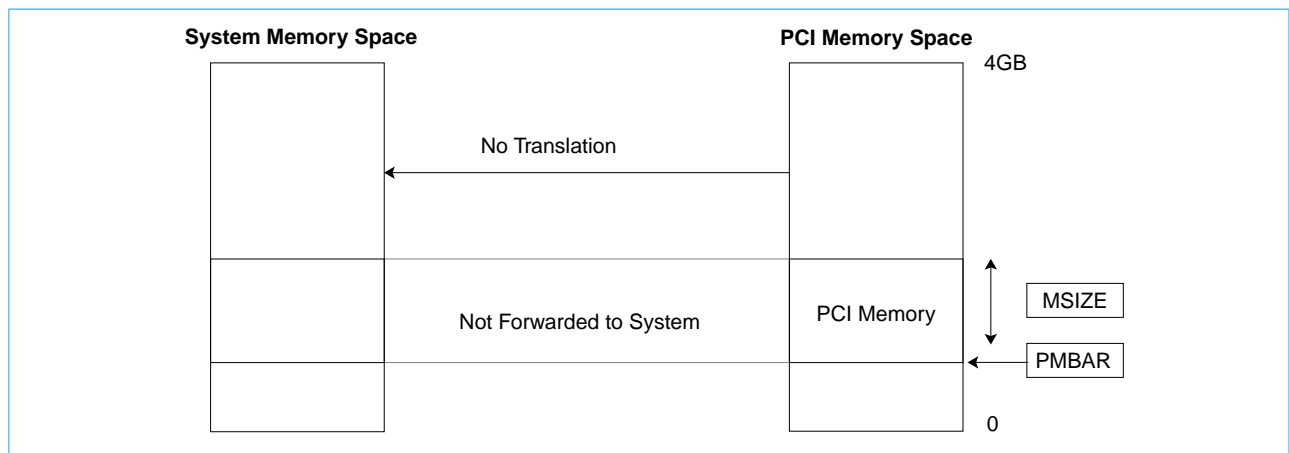 System Memory Space
PCI Memory Space
4GB
No Translation
MSIZE
PCI Memory
Not Forwarded to System
PMBAR
0